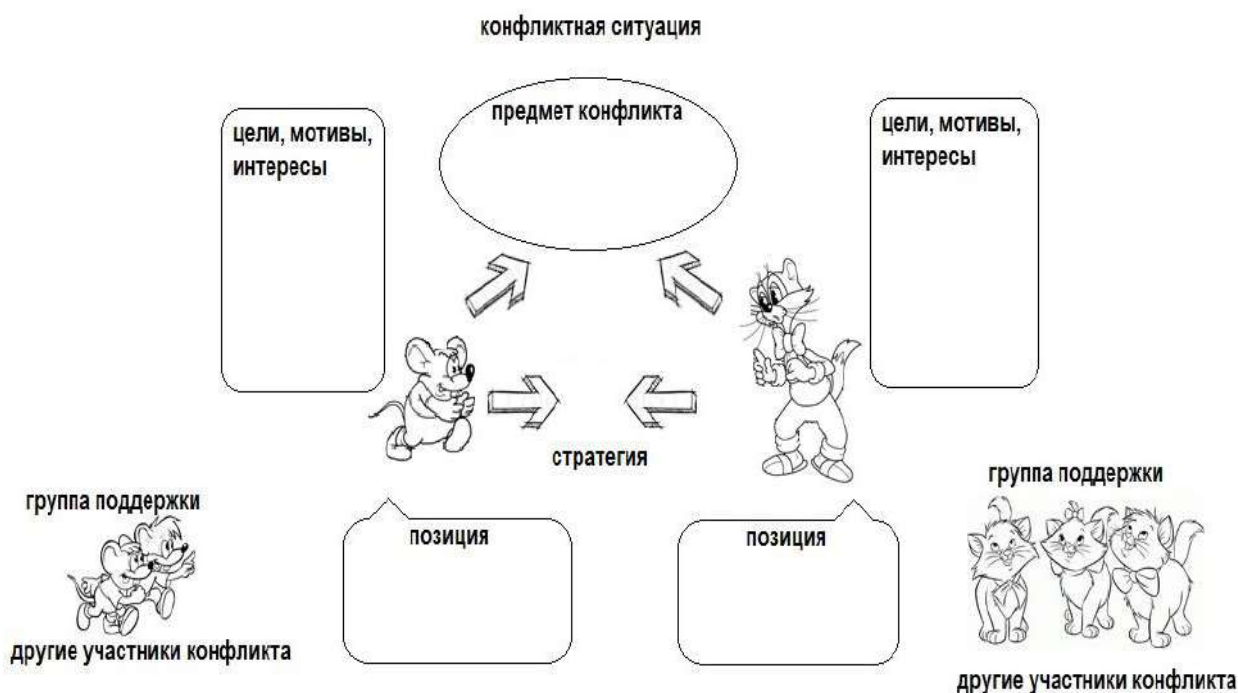 конфликтная ситуация
предмет конфликта
цели, мотивы,
интересы
цели, мотивы,
интересы
стратегия
группа поддержки
группа поддержки
позиция
позиция
другие участники конфликта
другие участники конфликта